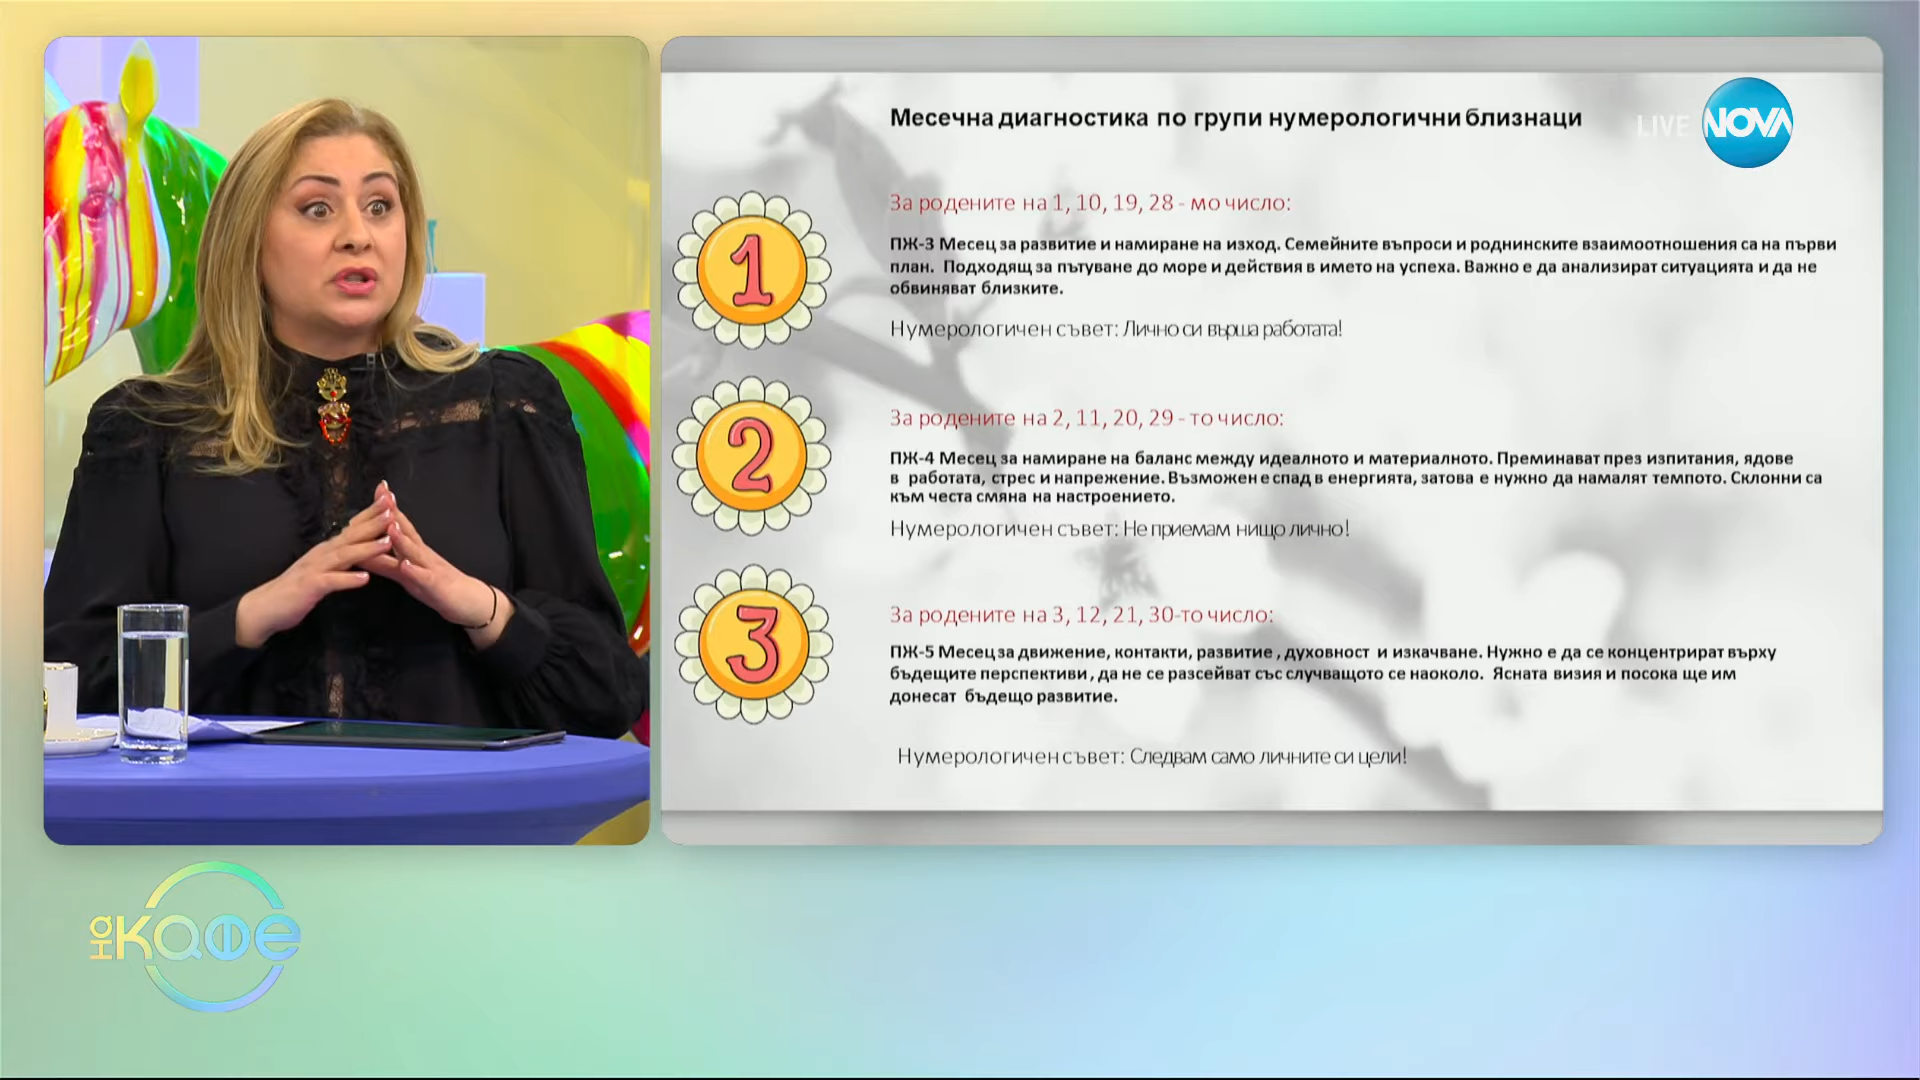 Месечна диагностика по групи нумерологични близнаци
LIVE NOVA
За родените на 1, 10, 19, 28 - мо число:
1
ПЖ-3 Месец за развитие и намиране на изход. Семейните въпроси и роднинските взаимоотношения са на първи
план. Подходящ за пътуване до море и действия в името на успеха. Важно е да анализират ситуацията и да не
обвиняват близките.
Нумерологичен съвет: Лично си върша работата!
За родените на 2, 11, 20, 29 - то число:
2
ПЖ-4 Месец за намиране на баланс между идеалното и материалното. Преминават през изпитания, ядове
в работата, стрес и напрежение. Възможен е спад в енергията, затова е нужно да намалят темпото. Склонни са
към честа смяна на настроението.
Нумерологичен съвет: Не приемам нищо лично!
За родените на 3, 12, 21, 30-то число:
3
ПЖ-5 Месец за движение, контакти, развитие , духовност и изкачване. Нужно е да се концентрират върху
бъдещите перспективи , да не се разсейват със случващото се наоколо. Ясната визия и посока ще им
донесат бъдещо развитие.
Нумерологичен съвет: Следвам само личните си цели!
на кафе